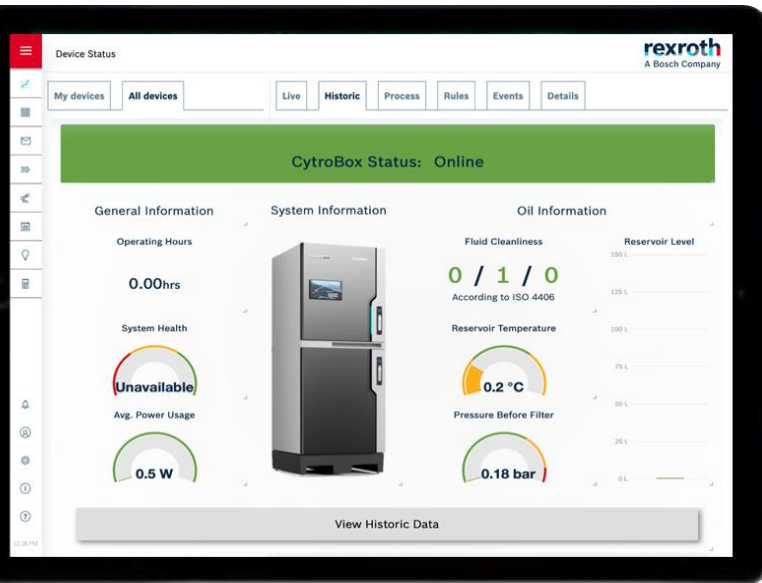 Device Status
rexroth
A Bosch Company
My devices
All devices
Live
Historic
Process
Rules
Events
Details
CytroBox Status: Online
General Information
System Information
Oil Information
Operating Hours
0.00hrs
System Health
Unavailable
Avg. Power Usage
0.5 W
Fluid Cleanliness
0 / 1 / 0
According to ISO 4406
Reservoir Temperature
0.2 °C
Pressure Before Filter
0.18 bar
Reservoir Level
150 L
125 L
100 L
75 L
50 L
25 L
0 L
View Historic Data
12:06 PM